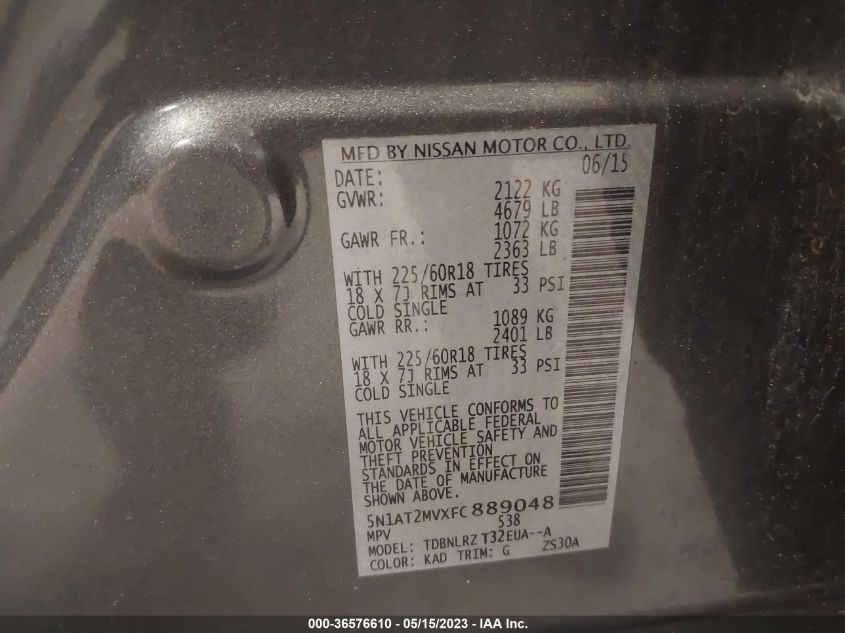 MFD BY NISSAN MOTOR CO., LTD.
DATE: 06/15
GVWR: 2122 KG
4679 LB
GAWR FR.: 1072 KG
2363 LB
WITH 225/60R18 TIRES
18 X 7J RIMS AT 33 PSI
COLD SINGLE
GAWR RR.: 1089 KG
2401 LB
WITH 225/60R18 TIRES
18 X 7J RIMS AT 33 PSI
COLD SINGLE
THIS VEHICLE CONFORMS TO
ALL APPLICABLE FEDERAL
MOTOR VEHICLE SAFETY AND
THEFT PREVENTION
STANDARDS IN EFFECT ON
THE DATE OF MANUFACTURE
SHOWN ABOVE.
5N1AT2MVXFC889048
MPV 538
MODEL: TDBNLRZ T32EUA--A
COLOR: KAD TRIM: G ZS30A
000-36576610 - 05/15/2023 - IAA Inc.